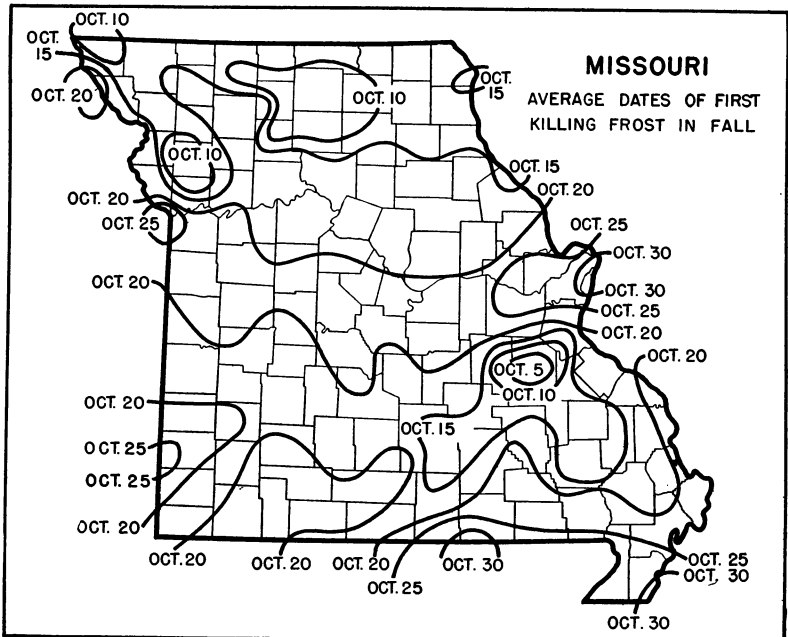 OCT. 10
OCT.
15
MISSOURI
OCT.
15
AVERAGE DATES OF FIRST
KILLING FROST IN FALL
OCT. 20
OCT. 10
OCT. 10
OCT. 15
OCT. 20
OCT. 20
OCT. 25
OCT. 25
OCT. 30
OCT. 20
OCT. 30
OCT. 25
OCT. 20
OCT. 20
OCT. 5
OCT. 10
OCT. 20
OCT. 15
OCT. 25
OCT. 25
OCT. 20
OCT. 20
OCT. 20
OCT. 20
OCT. 30
OCT. 25
OCT. 25
OCT. 30
OCT. 30